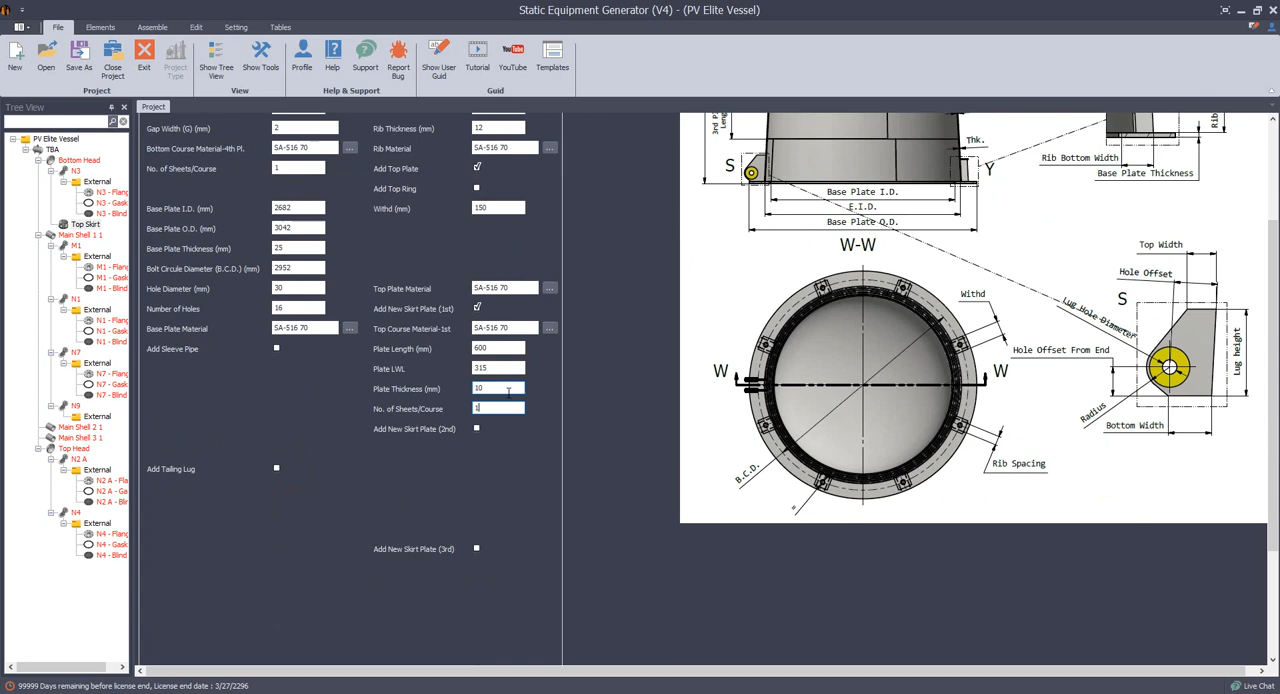 Static Equipment Generator (V4) - (PV Elite Vessel)
File Elements Assemble Edit Setting Tables
New Open Save As Close Project Exit Project Type Show Tree View Show Tools Profile Help Support Report Bug Show User Guid Tutorial YouTube Templates
Project View Help & Support Guid
Tree View
Project
PV Elite Vessel
TBA
Bottom Head
N3
External
N3 - Flang
N3 - Gask
N3 - Blind
Top Skirt
Main Shell 1 1
M1
External
M1 - Flang
M1 - Gask
M1 - Blind
N1
External
N1 - Flang
N1 - Gask
N1 - Blind
N7
External
N7 - Flang
N7 - Gask
N7 - Blind
N9
External
Main Shell 2 1
Main Shell 3 1
Top Head
N2 A
External
N2 A - Fla
N2 A - Ga
N2 A - Blin
N4
External
N4 - Flang
N4 - Gask
N4 - Blind
Gap Width (G) (mm) 2 Rib Thickness (mm) 12
Bottom Course Material-4th Pl. SA-516 70 ... Rib Material SA-516 70 ...
No. of Sheets/Course 1 Add Top Plate
Add Top Ring
Base Plate I.D. (mm) 2682 Withd (mm) 150
Base Plate O.D. (mm) 3042
Base Plate Thickness (mm) 25
Bolt Circule Diameter (B.C.D.) (mm) 2952
Hole Diameter (mm) 30 Top Plate Material SA-516 70 ...
Number of Holes 16 Add New Skirt Plate (1st)
Base Plate Material SA-516 70 ... Top Course Material-1st SA-516 70 ...
Add Sleeve Pipe Plate Length (mm) 600
Plate LWL 315
Plate Thickness (mm) 10
No. of Sheets/Course 1
Add New Skirt Plate (2nd)
Add Tailing Lug
Add New Skirt Plate (3rd)
3rd Pl
Leng
Thk.
Rib
S
Y
Rib Bottom Width
Base Plate Thickness
Base Plate I.D.
E.I.D.
Base Plate O.D.
W-W
Top Width
Hole Offset
S
Lug Hole Diameter
Withd
Hole Offset From End
Lug height
W
W
Radius
Bottom Width
Rib Spacing
B.C.D.
=
99999 Days remaining before license end, License end date : 3/27/2296
Live Chat